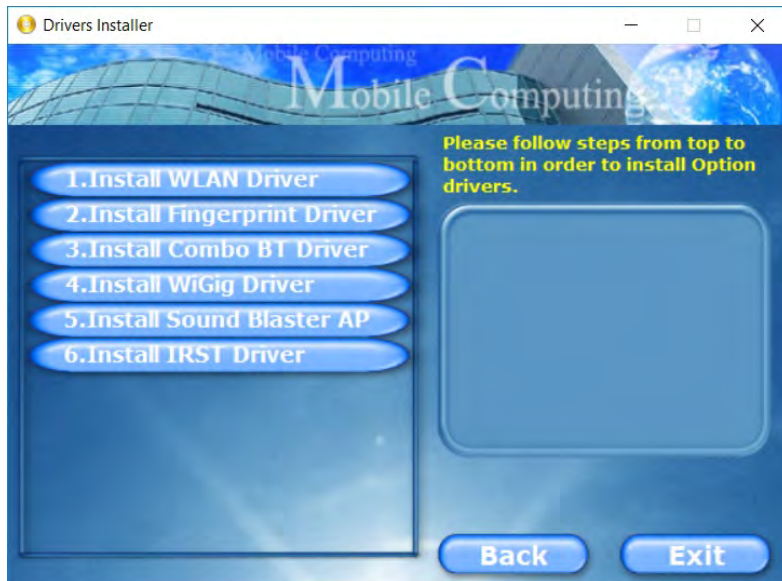 Drivers Installer
Mobile Computing
Mobile Computing
Please follow steps from top to
bottom in order to install Option
drivers.
1.Install WLAN Driver
2.Install Fingerprint Driver
3.Install Combo BT Driver
4.Install WiGig Driver
5.Install Sound Blaster AP
6.Install IRST Driver
Back
Exit